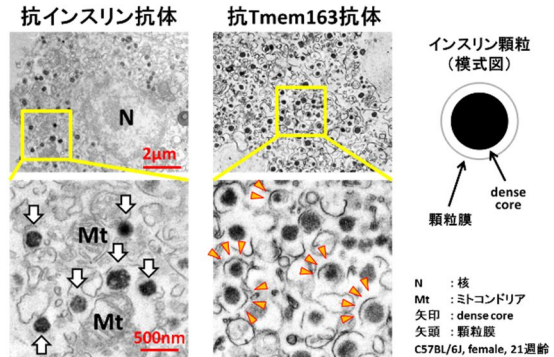 抗インスリン抗体
抗Tmem163抗体
インスリン顆粒
(模式図)
N
2μm
dense
core
顆粒膜
Mt
Mt
500nm
N : 核
Mt : ミトコンドリア
矢印 : dense core
矢頭 : 顆粒膜
C57BL/6J, female, 21週齢